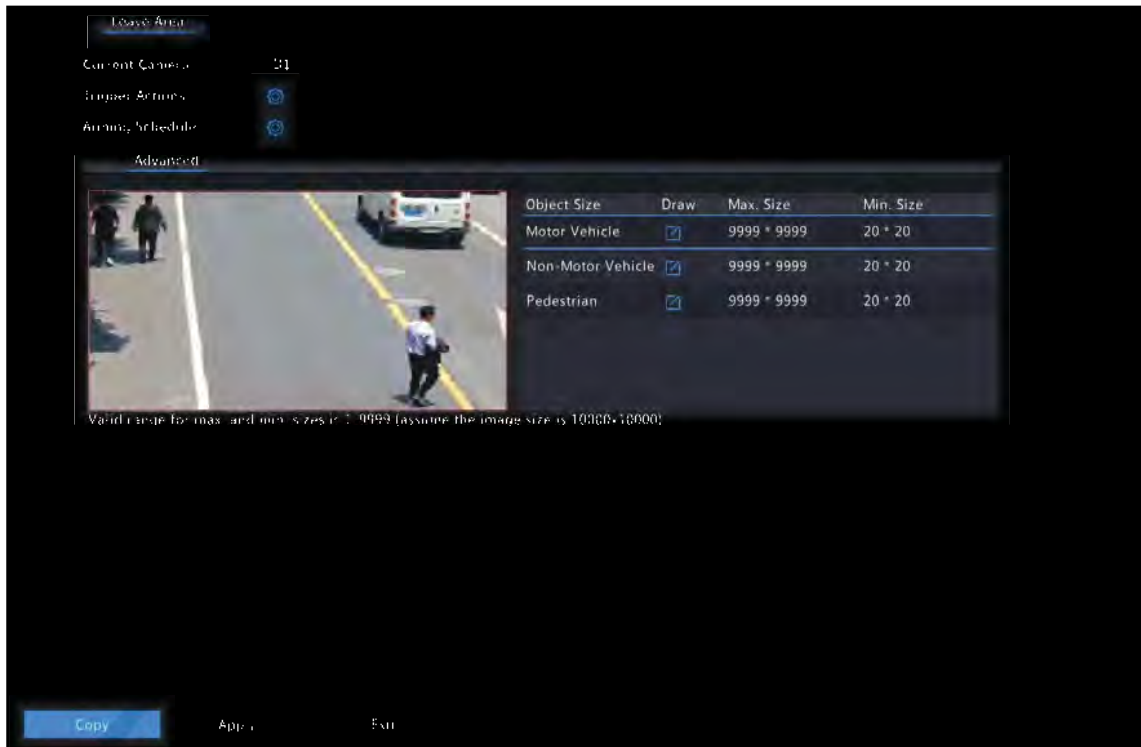 Leave Area
Current Camera D1
Trigger Actions
Arming Schedule
Advanced
Object Size Draw Max. Size Min. Size
Motor Vehicle 9999 * 9999 20 * 20
Non-Motor Vehicle 9999 * 9999 20 * 20
Pedestrian 9999 * 9999 20 * 20
Valid range for max. and min. sizes is 1-9999 (assume the image size is 10000*10000)
Copy Apply Exit